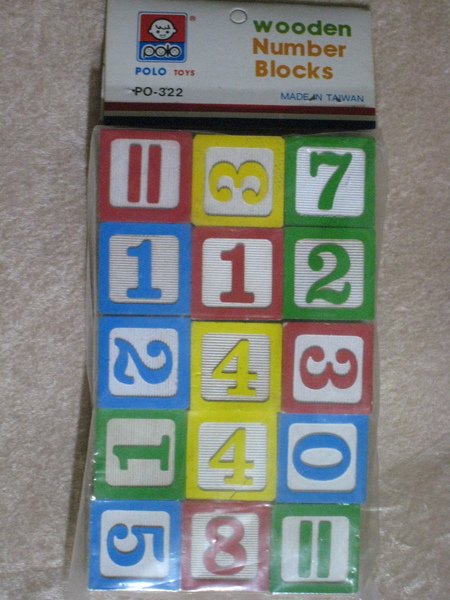 polo®
POLO TOYS
PO-322
wooden
Number
Blocks
MADE IN TAIWAN
= 3 7
1 1 2
2 4 3
1 4 0
5 8 =